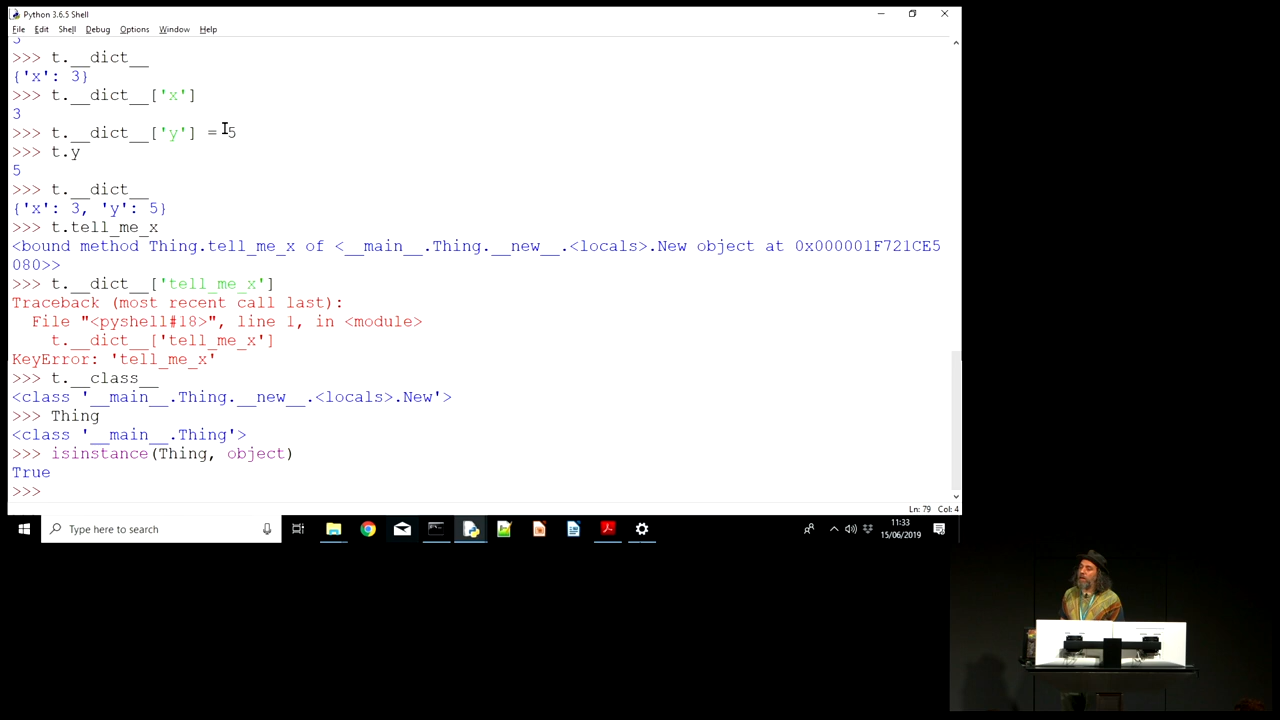 Python 3.6.5 Shell
File Edit Shell Debug Options Window Help
>>> t.__dict__
{'x': 3}
>>> t.__dict__['x']
3
>>> t.__dict__['y'] = 5
>>> t.y
5
>>> t.__dict__
{'x': 3, 'y': 5}
>>> t.tell_me_x
<bound method Thing.tell_me_x of <__main__.Thing.__new__.<locals>.New object at 0x000001F721CE5
080>>
>>> t.__dict__['tell_me_x']
Traceback (most recent call last):
  File "<pyshell#18>", line 1, in <module>
    t.__dict__['tell_me_x']
KeyError: 'tell_me_x'
>>> t.__class__
<class '__main__.Thing.__new__.<locals>.New'>
>>> Thing
<class '__main__.Thing'>
>>> isinstance(Thing, object)
True
>>>
Ln: 79 Col: 4
Type here to search
11:33
15/06/2019